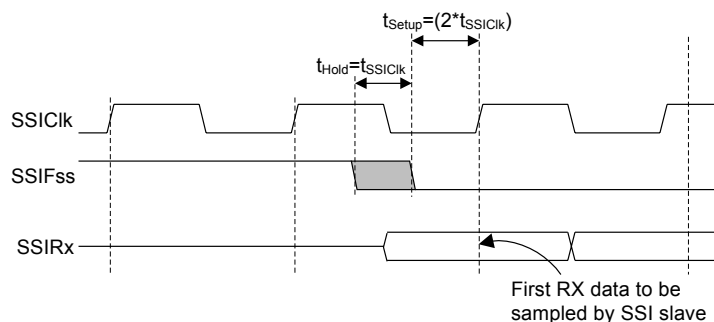 tSetup=(2*tSSIClk)
tHold=tSSIClk
SSIClk
SSIFss
SSIRx
First RX data to be
sampled by SSI slave